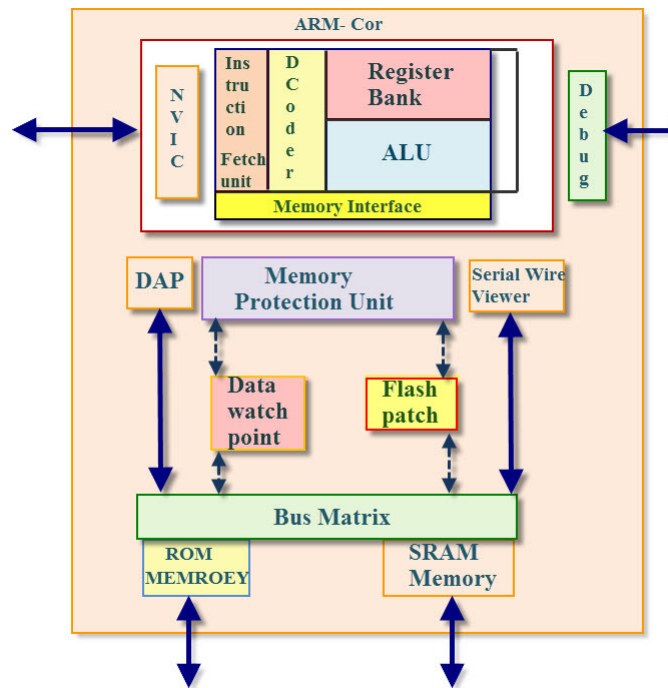 ARM- Cor
N
V
I
C
Ins
tru
cti
on
Fetch
unit
D
C
o
d
e
r
Register
Bank
ALU
Memory Interface
D
e
b
u
g
DAP
Memory
Protection Unit
Serial Wire
Viewer
Data
watch
point
Flash
patch
Bus Matrix
ROM
MEMROEY
SRAM
Memory